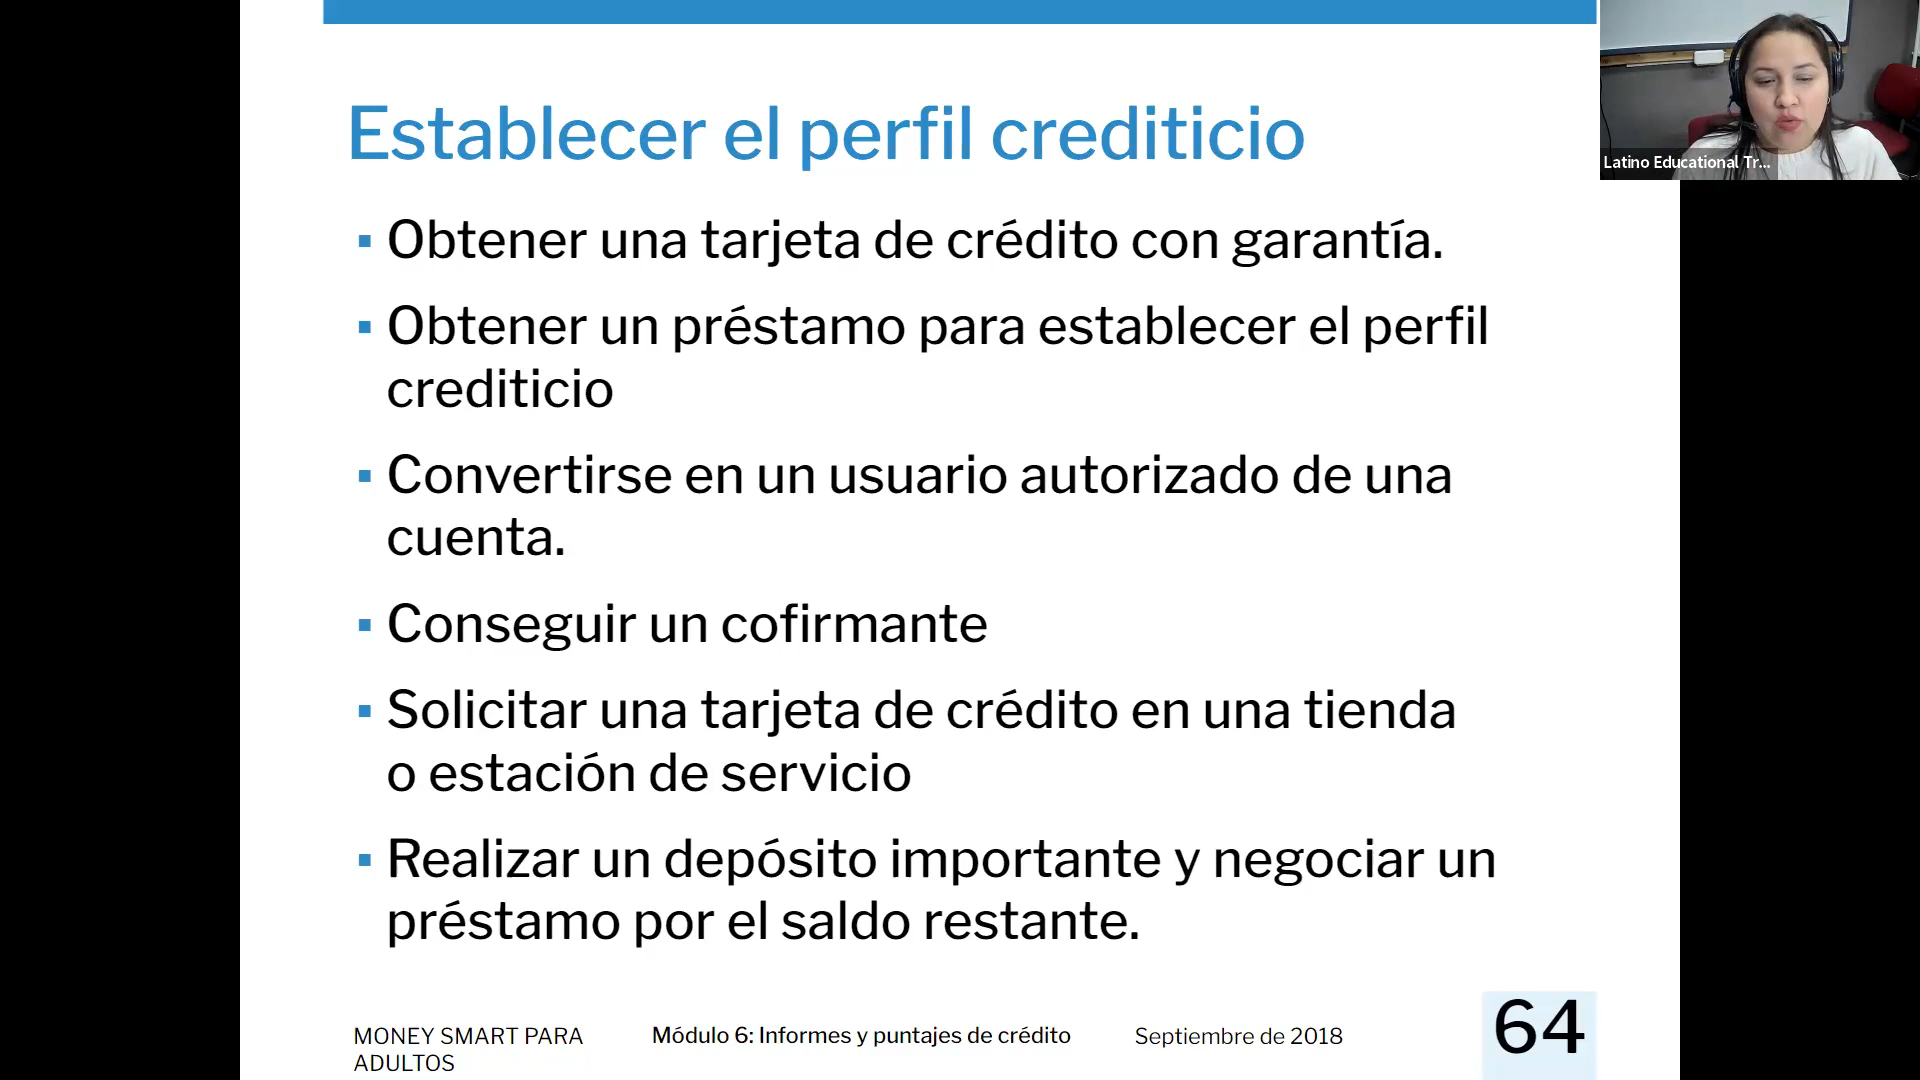 Establecer el perfil crediticio
Obtener una tarjeta de crédito con garantía.
Obtener un préstamo para establecer el perfil
crediticio
Convertirse en un usuario autorizado de una
cuenta.
Conseguir un cofirmante
Solicitar una tarjeta de crédito en una tienda
o estación de servicio
Realizar un depósito importante y negociar un
préstamo por el saldo restante.
MONEY SMART PARA
ADULTOS
Módulo 6: Informes y puntajes de crédito
Septiembre de 2018
64
Latino Educational Tr...